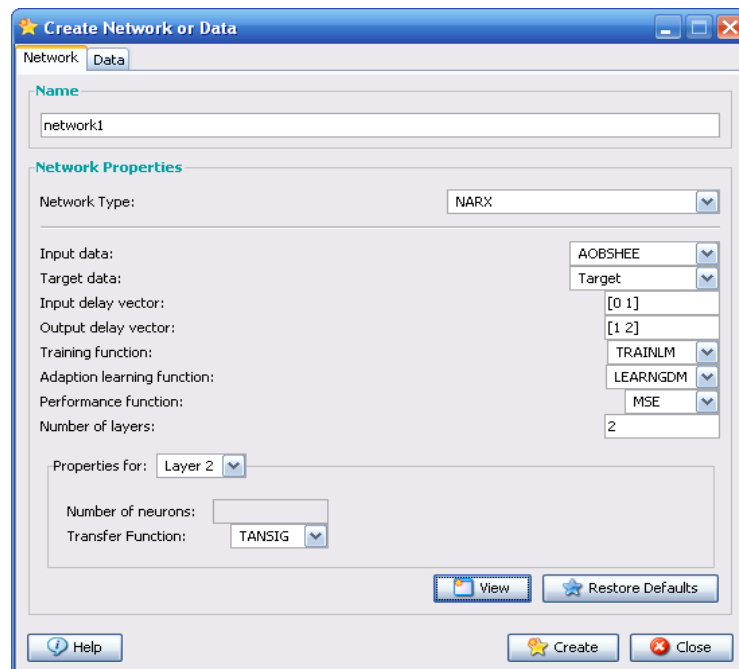 Create Network or Data
Network Data
Name
network1
Network Properties
Network Type: NARX
Input data: AOBSHEE
Target data: Target
Input delay vector: [0 1]
Output delay vector: [1 2]
Training function: TRAINLM
Adaption learning function: LEARNGDM
Performance function: MSE
Number of layers: 2
Properties for: Layer 2
Number of neurons:
Transfer Function: TANSIG
View Restore Defaults
Help Create Close